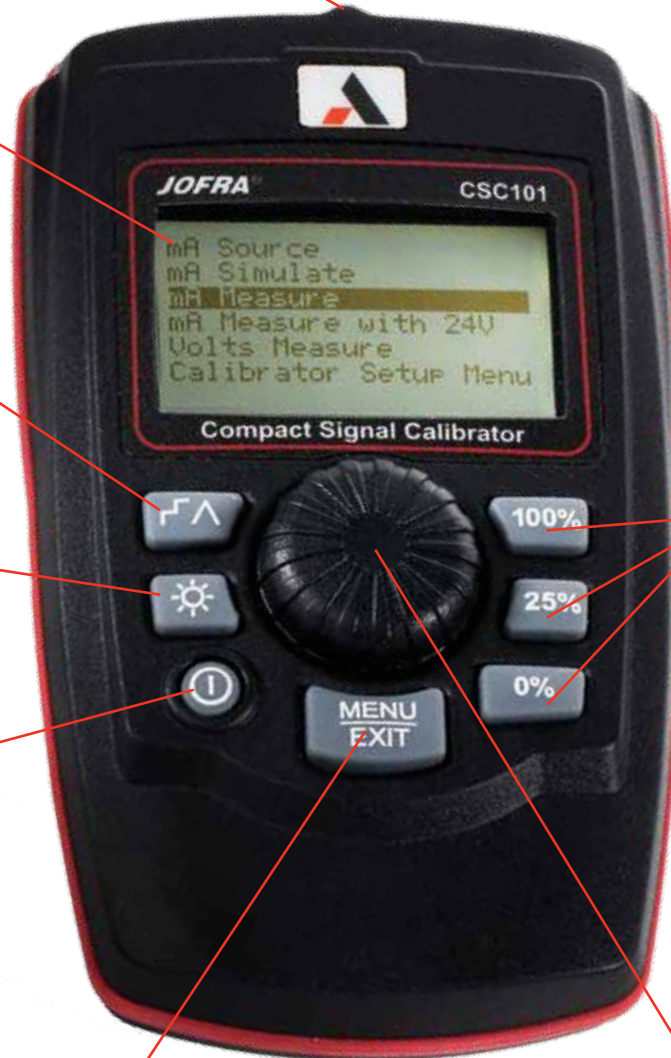 JOFRA®
CSC101
mA Source
mA Simulate
mA Measure
mA Measure with 24V
Volts Measure
Calibrator Setup Menu
Compact Signal Calibrator
100%
25%
0%
MENU
EXIT